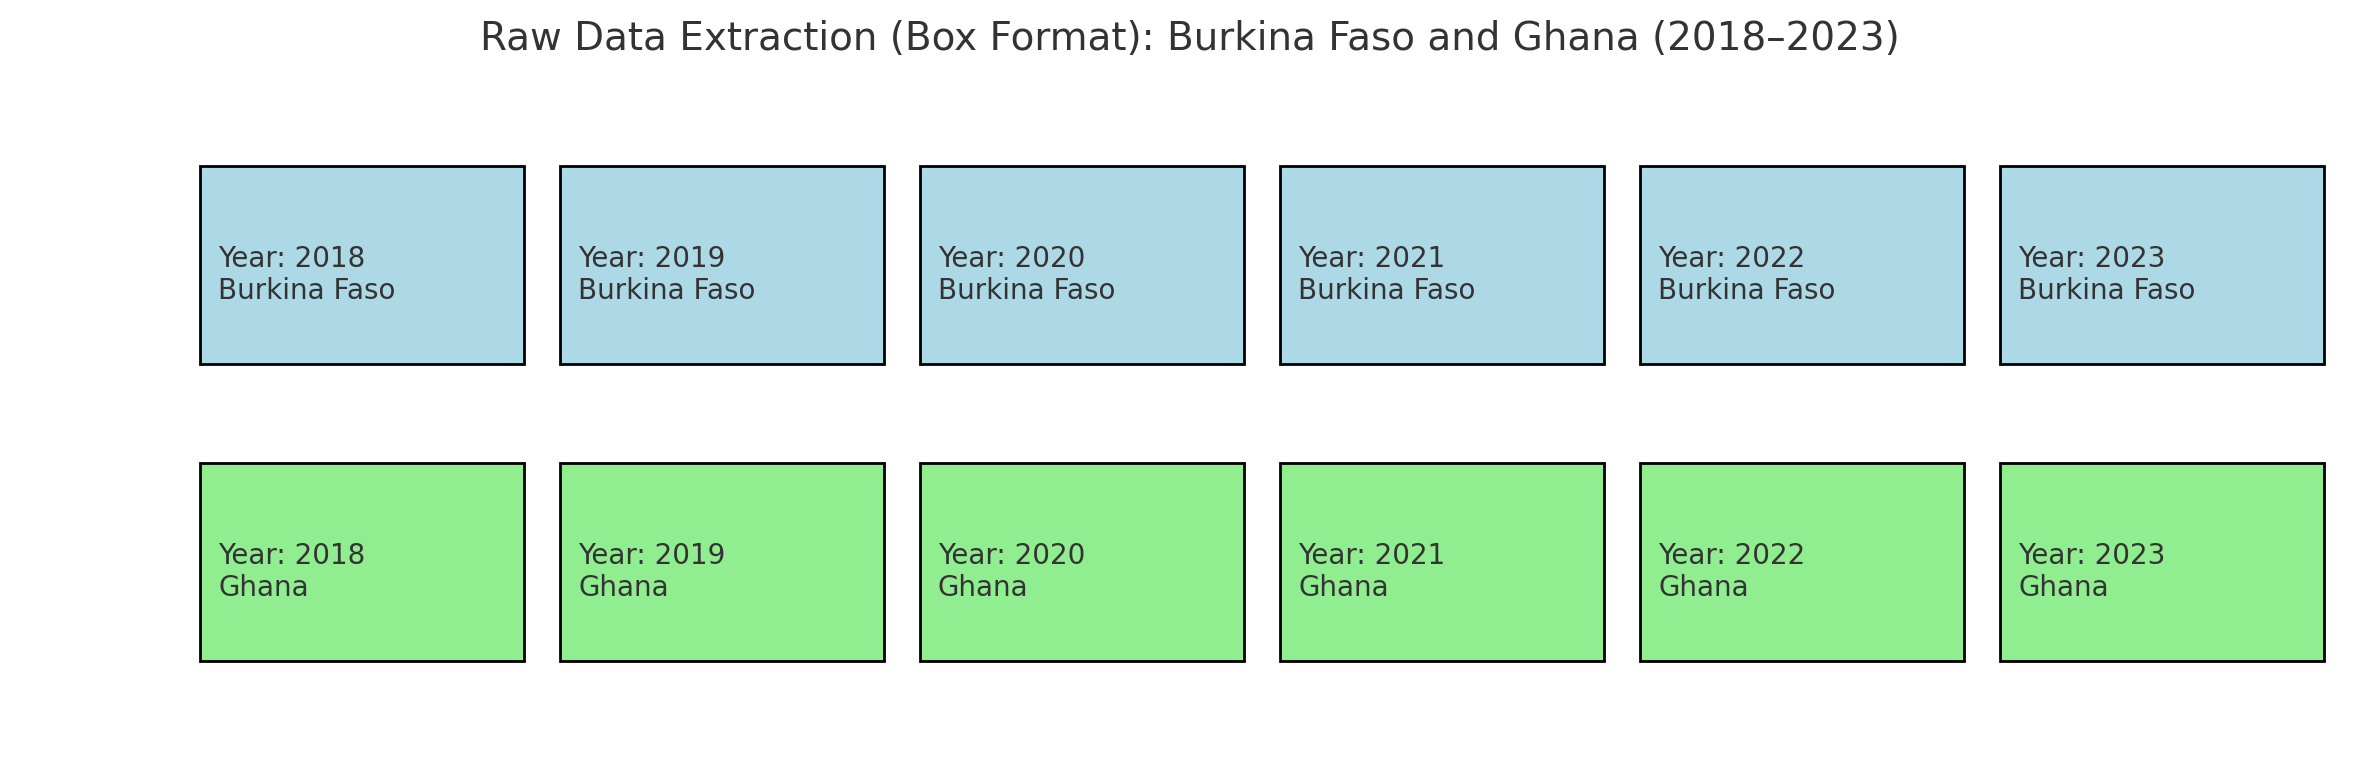 Raw Data Extraction (Box Format): Burkina Faso and Ghana (2018–2023)
Year: 2018
Burkina Faso
Year: 2019
Burkina Faso
Year: 2020
Burkina Faso
Year: 2021
Burkina Faso
Year: 2022
Burkina Faso
Year: 2023
Burkina Faso
Year: 2018
Ghana
Year: 2019
Ghana
Year: 2020
Ghana
Year: 2021
Ghana
Year: 2022
Ghana
Year: 2023
Ghana